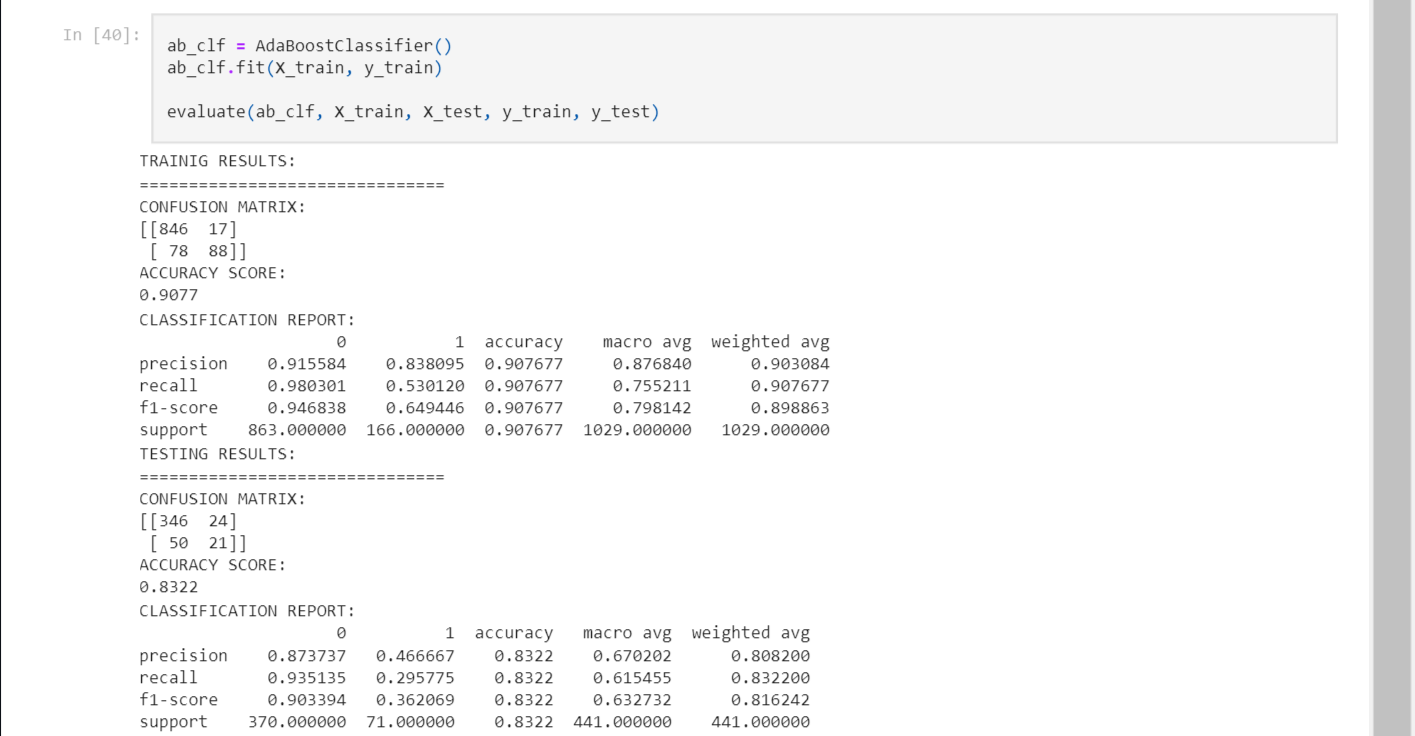 In [40]:
ab_clf = AdaBoostClassifier()
ab_clf.fit(X_train, y_train)
evaluate(ab_clf, X_train, X_test, y_train, y_test)
TRAINIG RESULTS:
===============================
CONFUSION MATRIX:
[[846  17]
 [ 78  88]]
ACCURACY SCORE:
0.9077
CLASSIFICATION REPORT:
                    0           1  accuracy    macro avg  weighted avg
precision    0.915584    0.838095  0.907677     0.876840      0.903084
recall       0.980301    0.530120  0.907677     0.755211      0.907677
f1-score     0.946838    0.649446  0.907677     0.798142      0.898863
support    863.000000  166.000000  0.907677  1029.000000   1029.000000
TESTING RESULTS:
===============================
CONFUSION MATRIX:
[[346  24]
 [ 50  21]]
ACCURACY SCORE:
0.8322
CLASSIFICATION REPORT:
                    0          1  accuracy   macro avg  weighted avg
precision    0.873737   0.466667    0.8322    0.670202      0.808200
recall       0.935135   0.295775    0.8322    0.615455      0.832200
f1-score     0.903394   0.362069    0.8322    0.632732      0.816242
support    370.000000  71.000000    0.8322  441.000000    441.000000